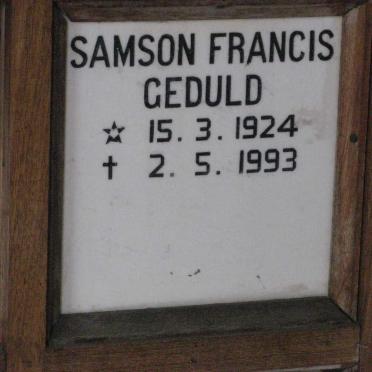 SAMSON FRANCIS
GEDULD
☆ 15. 3. 1924
† 2. 5. 1993